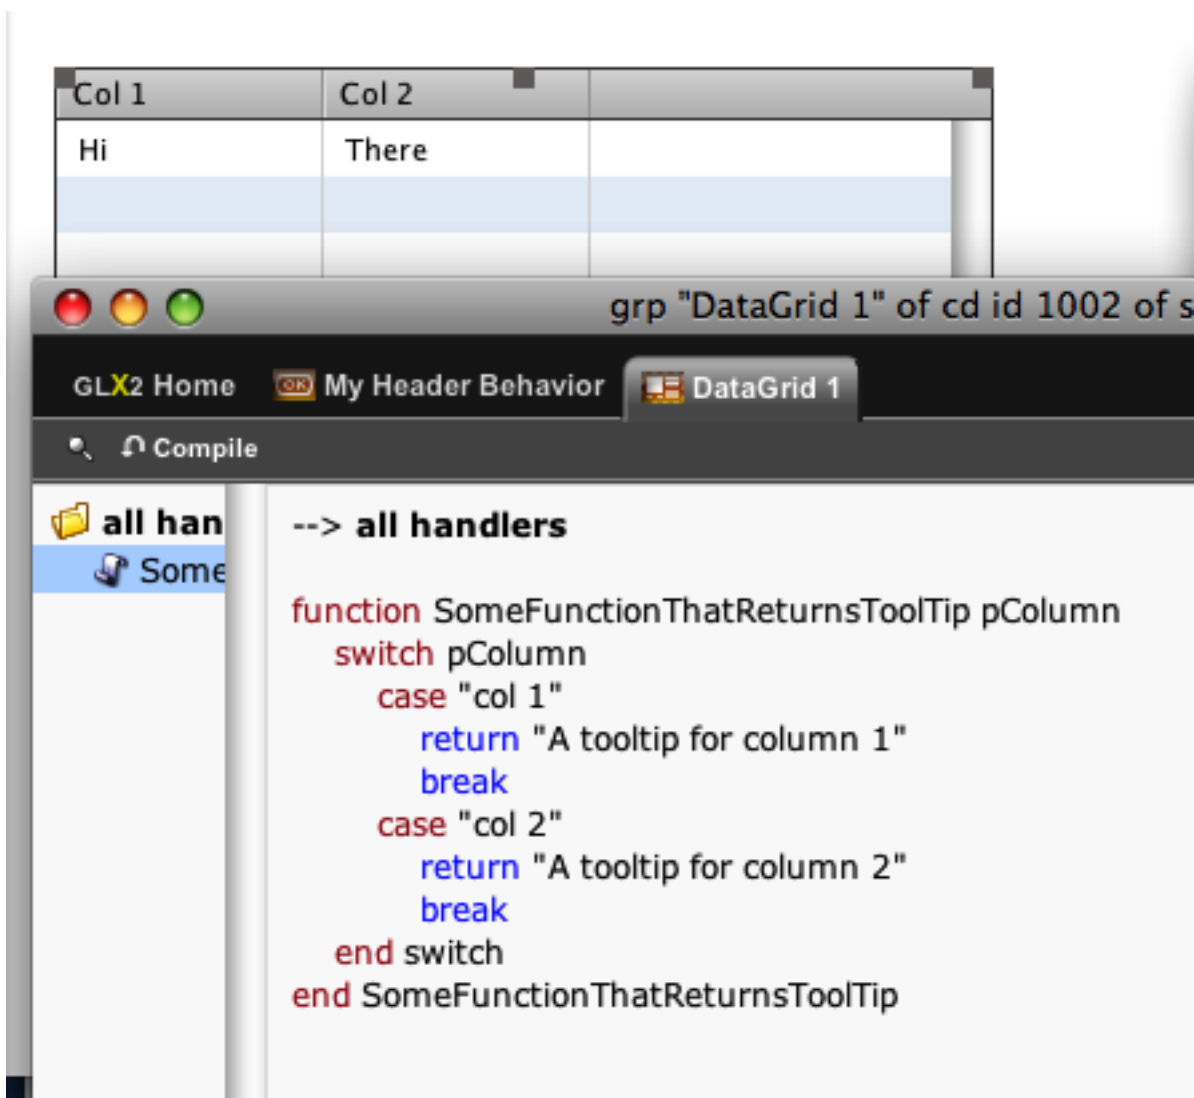 Col 1 Col 2
Hi There
grp "DataGrid 1" of cd id 1002 of s
GLX2 Home OK My Header Behavior DataGrid 1
Compile
all han
Some
--> all handlers
function SomeFunctionThatReturnsToolTip pColumn
switch pColumn
case "col 1"
return "A tooltip for column 1"
break
case "col 2"
return "A tooltip for column 2"
break
end switch
end SomeFunctionThatReturnsToolTip